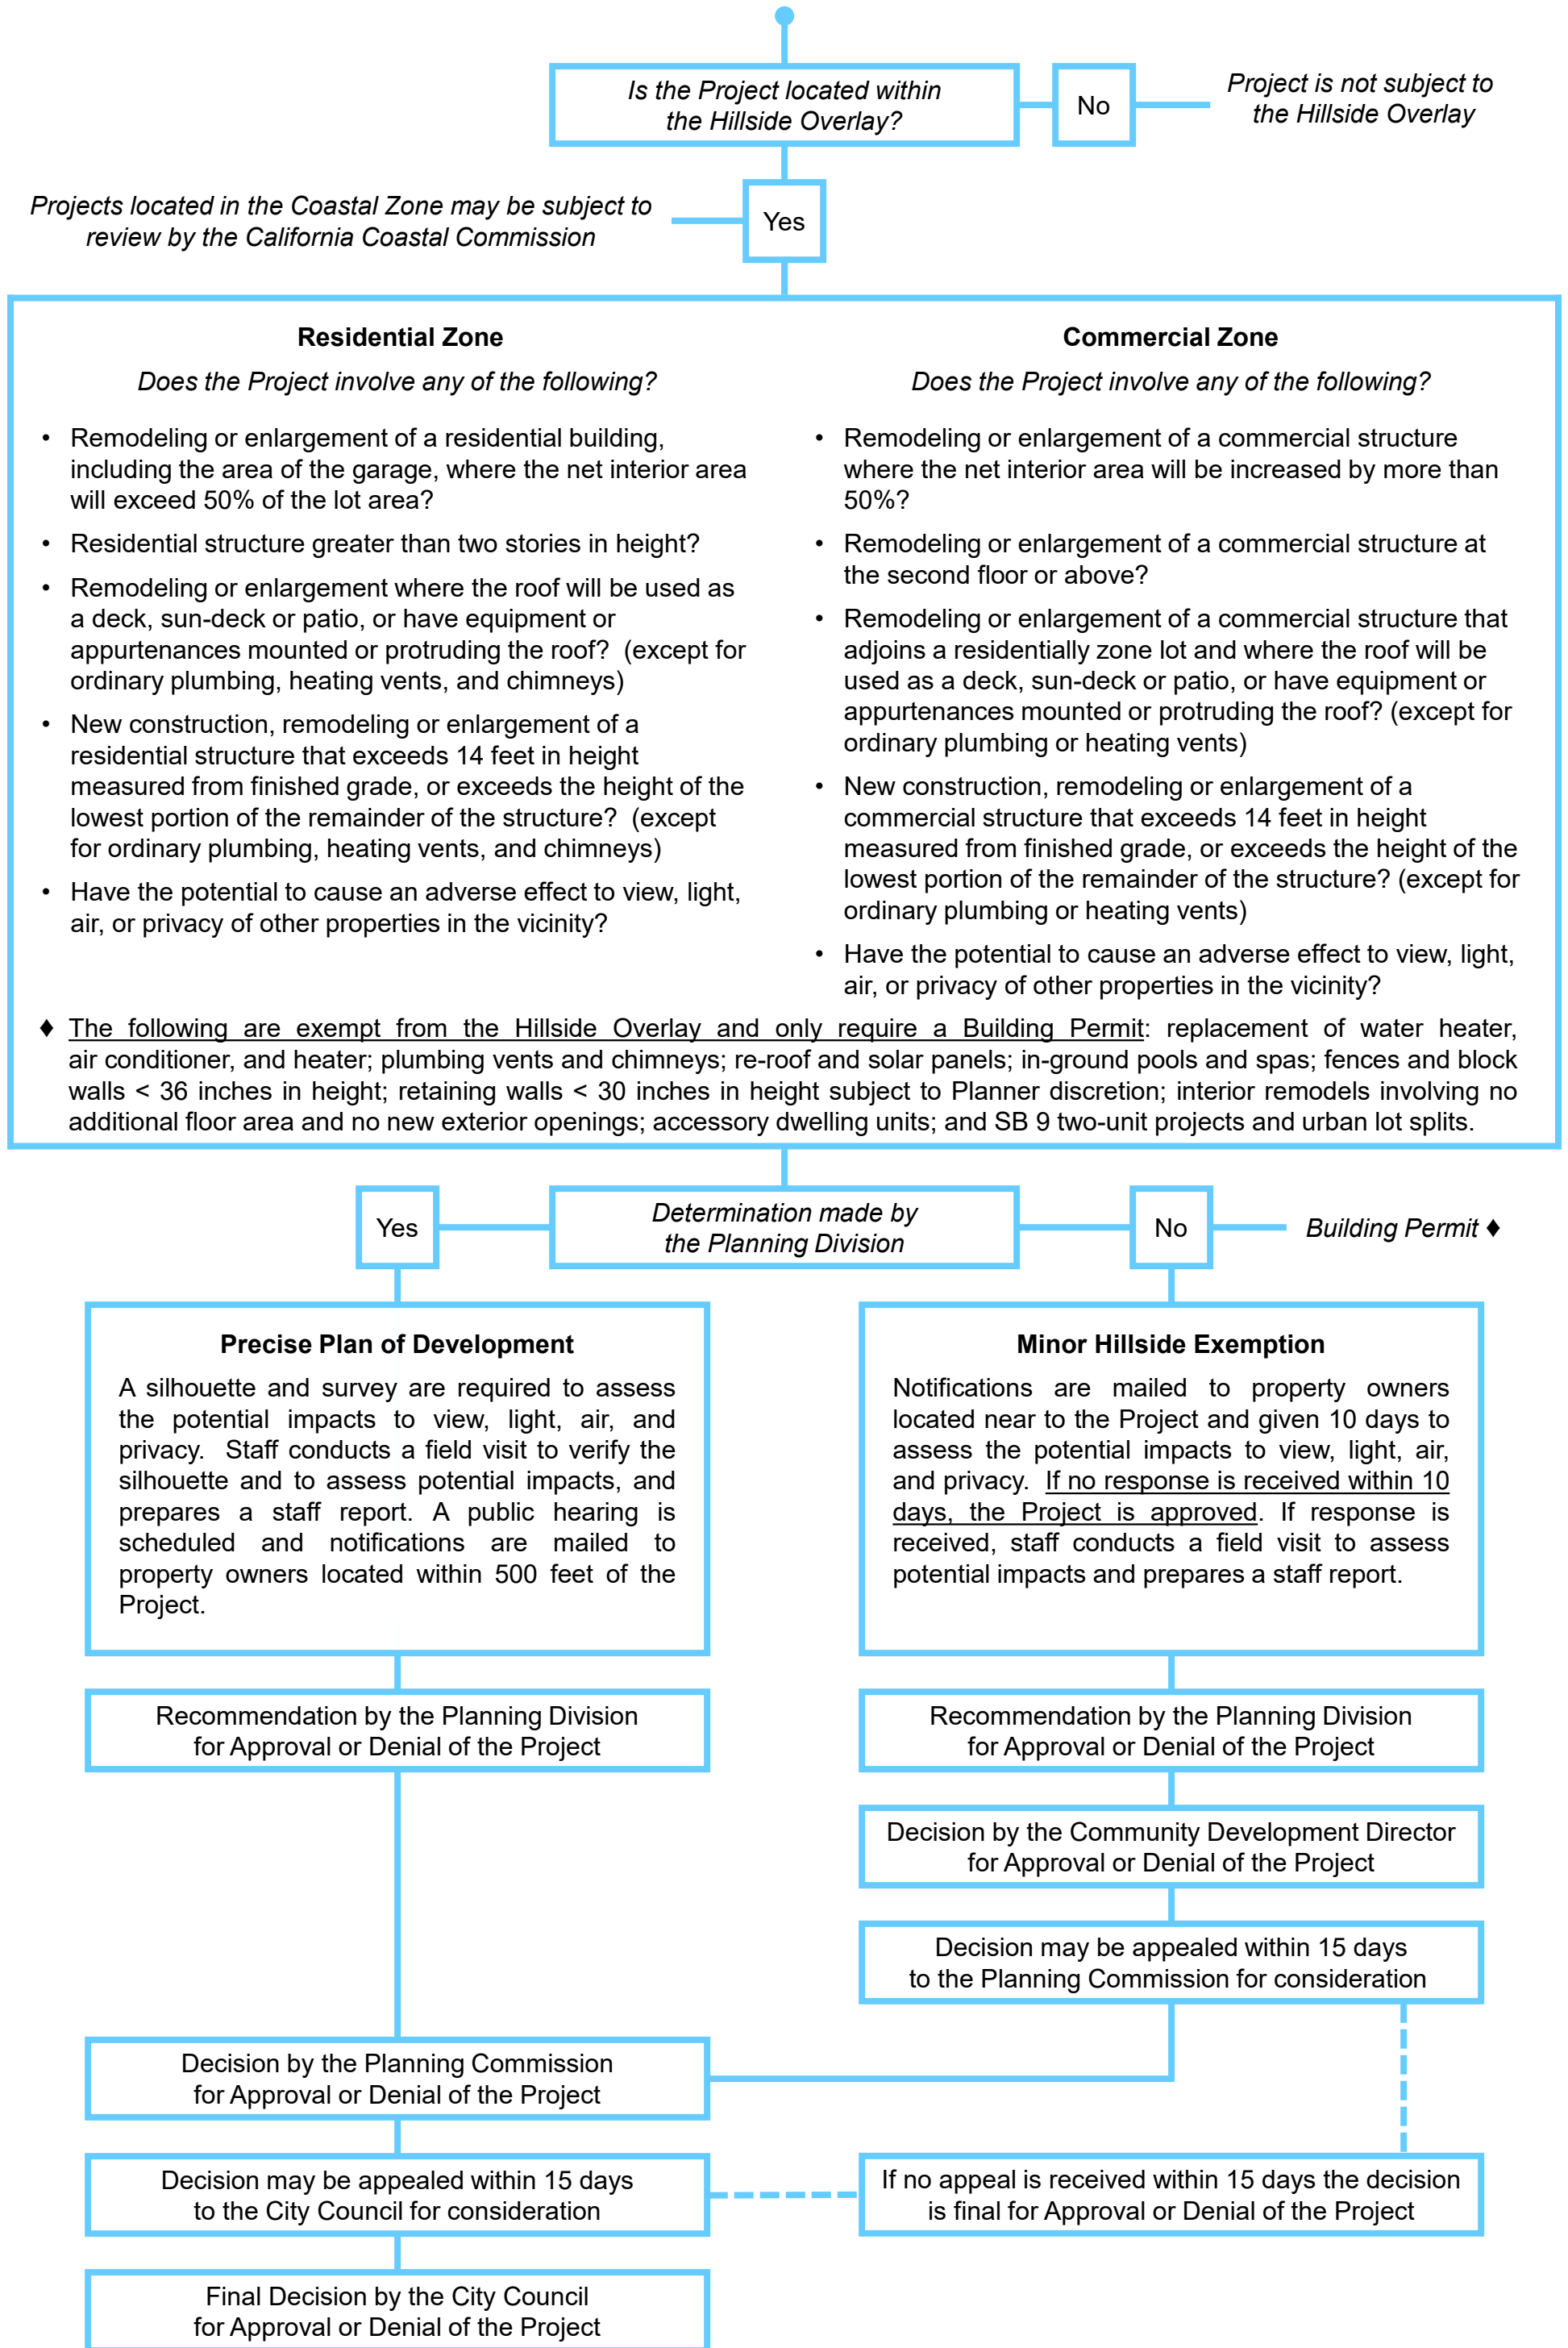 Is the Project located within
the Hillside Overlay?
No
Project is not subject to
the Hillside Overlay
Projects located in the Coastal Zone may be subject to
review by the California Coastal Commission
Yes
Residential Zone
Does the Project involve any of the following?
• Remodeling or enlargement of a residential building,
including the area of the garage, where the net interior area
will exceed 50% of the lot area?
• Residential structure greater than two stories in height?
• Remodeling or enlargement where the roof will be used as
a deck, sun-deck or patio, or have equipment or
appurtenances mounted or protruding the roof? (except for
ordinary plumbing, heating vents, and chimneys)
• New construction, remodeling or enlargement of a
residential structure that exceeds 14 feet in height
measured from finished grade, or exceeds the height of the
lowest portion of the remainder of the structure? (except
for ordinary plumbing, heating vents, and chimneys)
• Have the potential to cause an adverse effect to view, light,
air, or privacy of other properties in the vicinity?
Commercial Zone
Does the Project involve any of the following?
• Remodeling or enlargement of a commercial structure
where the net interior area will be increased by more than
50%?
• Remodeling or enlargement of a commercial structure at
the second floor or above?
• Remodeling or enlargement of a commercial structure that
adjoins a residentially zone lot and where the roof will be
used as a deck, sun-deck or patio, or have equipment or
appurtenances mounted or protruding the roof? (except for
ordinary plumbing or heating vents)
• New construction, remodeling or enlargement of a
commercial structure that exceeds 14 feet in height
measured from finished grade, or exceeds the height of the
lowest portion of the remainder of the structure? (except for
ordinary plumbing or heating vents)
• Have the potential to cause an adverse effect to view, light,
air, or privacy of other properties in the vicinity?
♦ The following are exempt from the Hillside Overlay and only require a Building Permit: replacement of water heater,
air conditioner, and heater; plumbing vents and chimneys; re-roof and solar panels; in-ground pools and spas; fences and block
walls < 36 inches in height; retaining walls < 30 inches in height subject to Planner discretion; interior remodels involving no
additional floor area and no new exterior openings; accessory dwelling units; and SB 9 two-unit projects and urban lot splits.
Yes
Determination made by
the Planning Division
No
Building Permit ♦
Precise Plan of Development
A silhouette and survey are required to assess
the potential impacts to view, light, air, and
privacy. Staff conducts a field visit to verify the
silhouette and to assess potential impacts, and
prepares a staff report. A public hearing is
scheduled and notifications are mailed to
property owners located within 500 feet of the
Project.
Minor Hillside Exemption
Notifications are mailed to property owners
located near to the Project and given 10 days to
assess the potential impacts to view, light, air,
and privacy. If no response is received within 10
days, the Project is approved. If response is
received, staff conducts a field visit to assess
potential impacts and prepares a staff report.
Recommendation by the Planning Division
for Approval or Denial of the Project
Recommendation by the Planning Division
for Approval or Denial of the Project
Decision by the Community Development Director
for Approval or Denial of the Project
Decision may be appealed within 15 days
to the Planning Commission for consideration
Decision by the Planning Commission
for Approval or Denial of the Project
Decision may be appealed within 15 days
to the City Council for consideration
If no appeal is received within 15 days the decision
is final for Approval or Denial of the Project
Final Decision by the City Council
for Approval or Denial of the Project